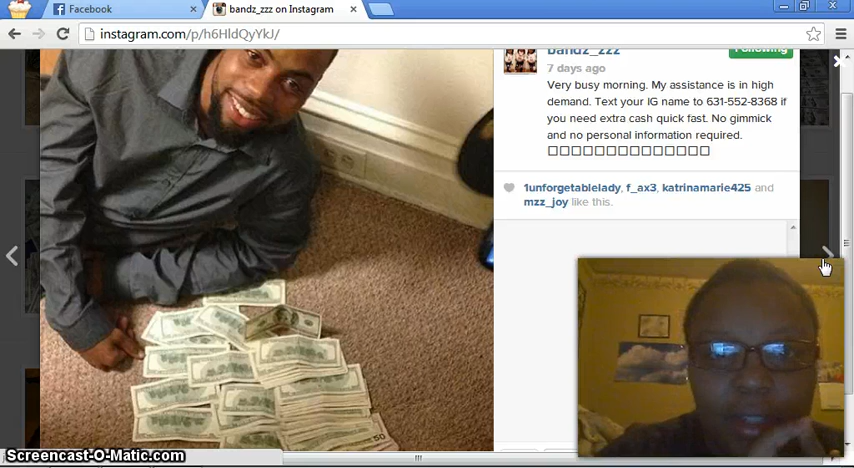 Facebook
bandz_zzz on Instagram
instagram.com/p/h6HldQyYkJ/
bandz_zzz
Following
7 days ago
Very busy morning. My assistance is in high
demand. Text your IG name to 631-552-8368 if
you need extra cash quick fast. No gimmick
and no personal information required.
1unforgetablelady, f_ax3, katrinamarie425 and
mzz_joy like this.
50
Screencast-O-Matic.com